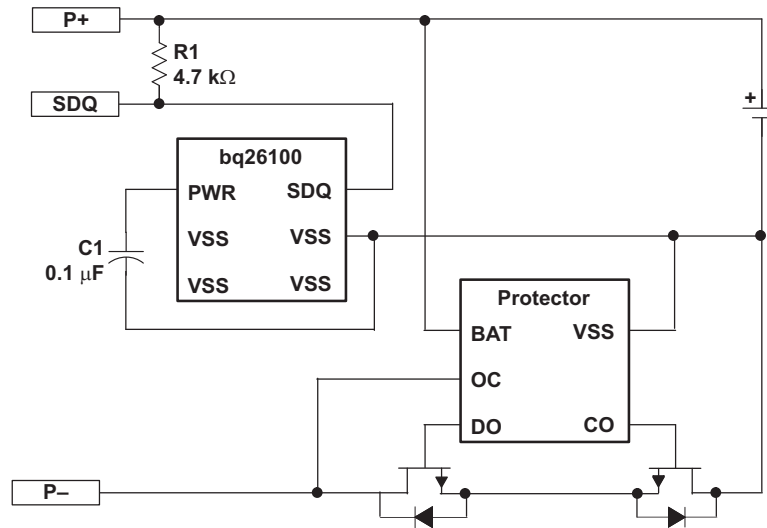 P+
R1
4.7 kΩ
SDQ
+
bq26100
PWR SDQ
C1
0.1 μF
VSS VSS
VSS VSS
Protector
BAT VSS
OC
DO CO
P–